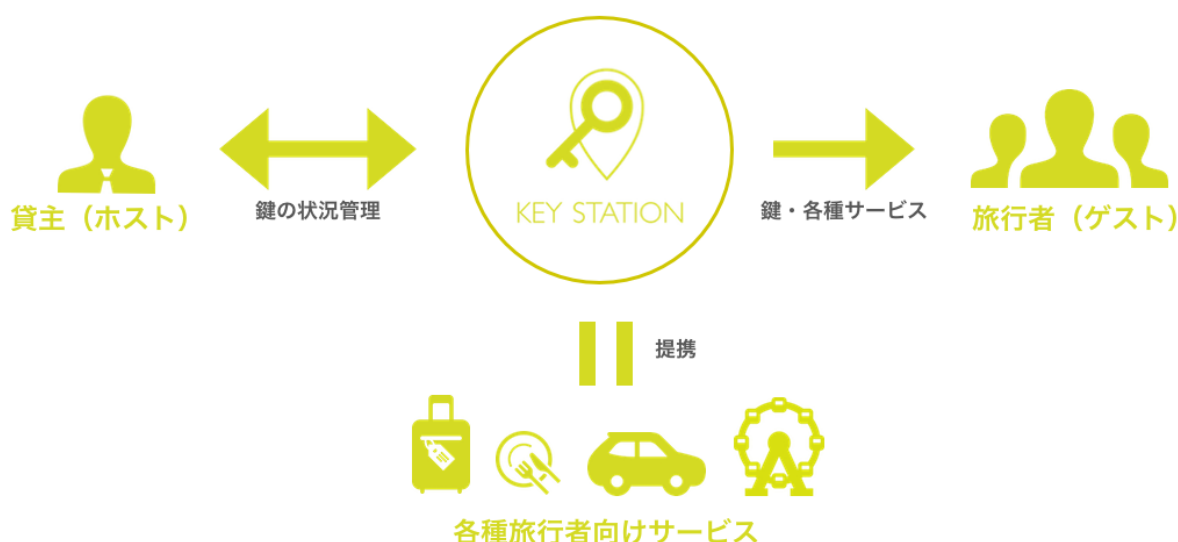 KEY STATION
貸主（ホスト）
鍵の状況管理
鍵・各種サービス
旅行者（ゲスト）
提携
各種旅行者向けサービス